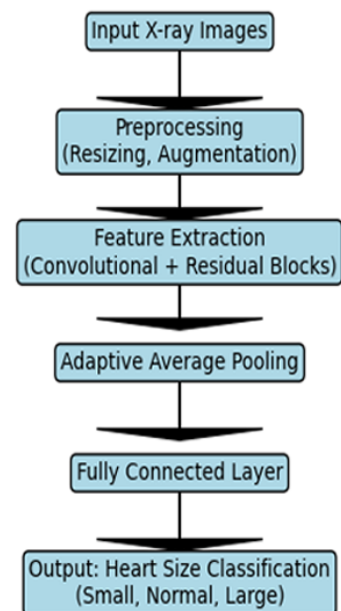 Input X-ray Images
Preprocessing
(Resizing, Augmentation)
Feature Extraction
(Convolutional + Residual Blocks)
Adaptive Average Pooling
Fully Connected Layer
Output: Heart Size Classification
(Small, Normal, Large)